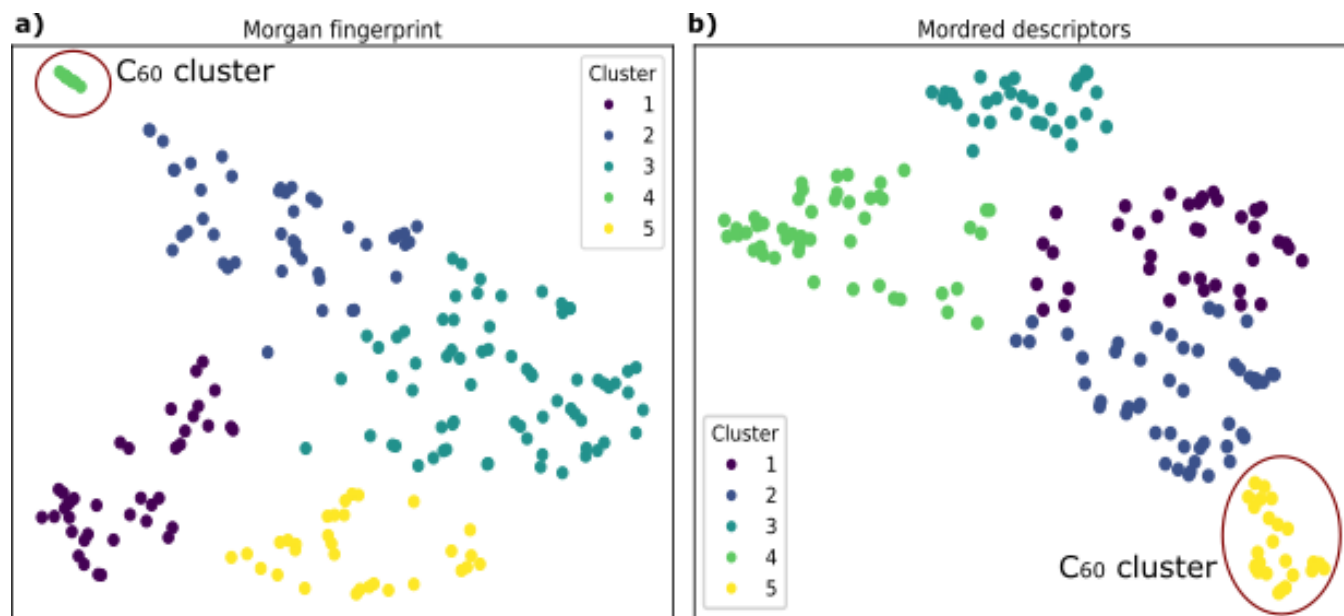 a)
Morgan fingerprint
C₆₀ cluster
Cluster
1
2
3
4
5
b)
Mordred descriptors
Cluster
1
2
3
4
5
C₆₀ cluster